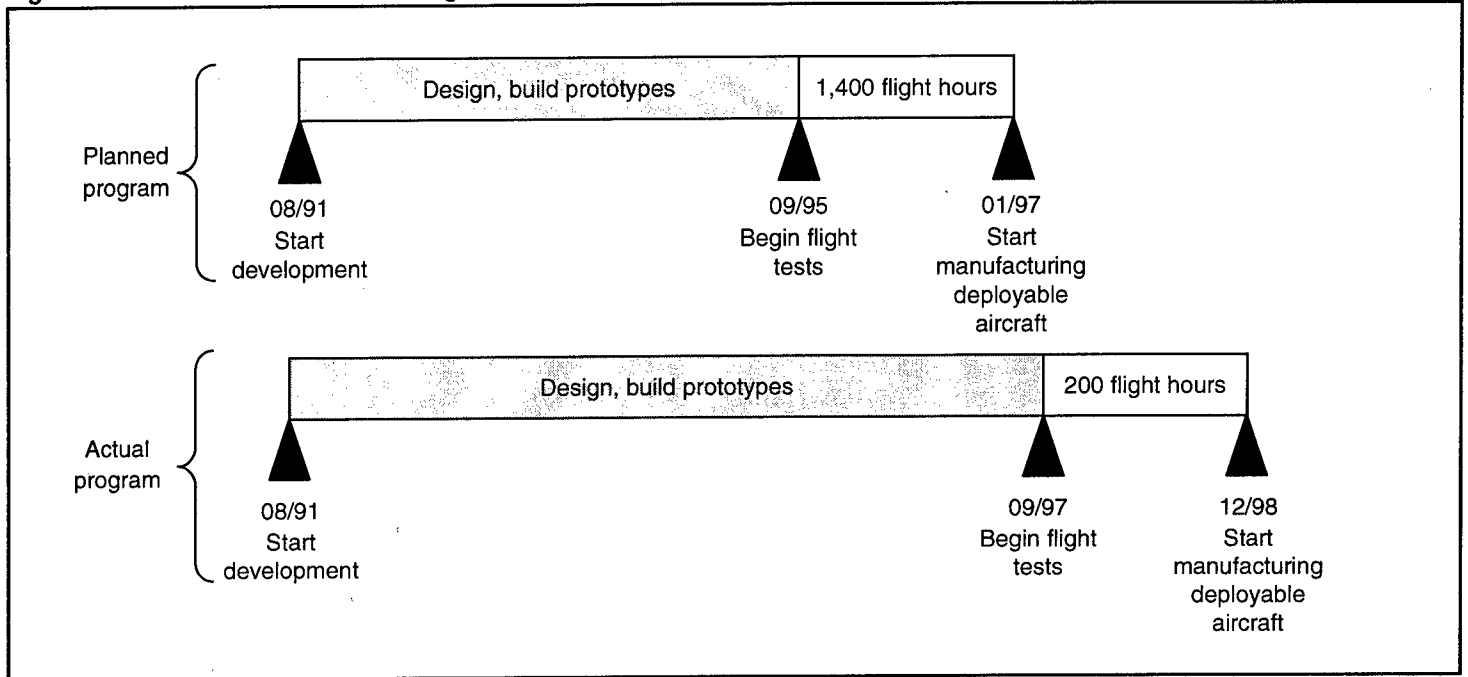 Design, build prototypes
1,400 flight hours
Planned
program
08/91
Start
development
09/95
Begin flight
tests
01/97
Start
manufacturing
deployable
aircraft
Design, build prototypes
200 flight hours
Actual
program
08/91
Start
development
09/97
Begin flight
tests
12/98
Start
manufacturing
deployable
aircraft